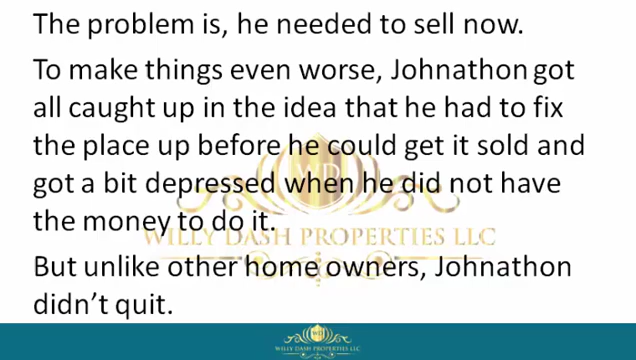 The problem is, he needed to sell now.
To make things even worse, Johnathon got
all caught up in the idea that he had to fix
the place up before he could get it sold and
got a bit depressed when he did not have
the money to do it.
WD
WILLY DASH PROPERTIES LLC
But unlike other home owners, Johnathon
didn't quit.
WD
WILLY DASH PROPERTIES LLC